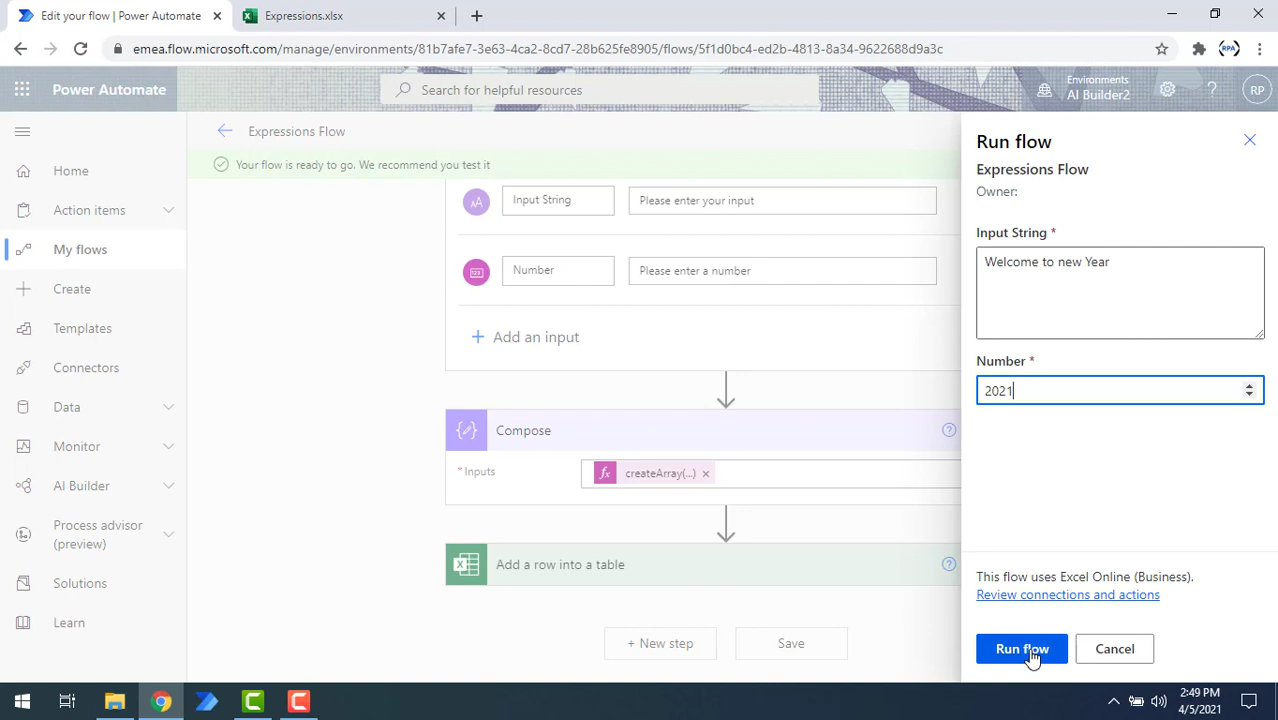 Edit your flow | Power Automate
Expressions.xlsx
emea.flow.microsoft.com/manage/environments/81b7afe7-3e63-4ca2-8cd7-28b625fe8905/flows/5f1d0bc4-ed2b-4813-8a34-9622688d9a3c
RPA
Power Automate
Search for helpful resources
Environments
AI Builder2
RP
Home
Action items
My flows
Create
Templates
Connectors
Data
Monitor
AI Builder
Process advisor
(preview)
Solutions
Learn
Expressions Flow
Your flow is ready to go. We recommend you test it
AA
Input String
Please enter your input
123
Number
Please enter a number
Add an input
Compose
* Inputs
fx createArray(...)
Add a row into a table
+ New step
Save
Run flow
Expressions Flow
Owner:
Input String *
Welcome to new Year
Number *
2021
This flow uses Excel Online (Business).
Review connections and actions
Run flow
Cancel
2:49 PM
4/5/2021